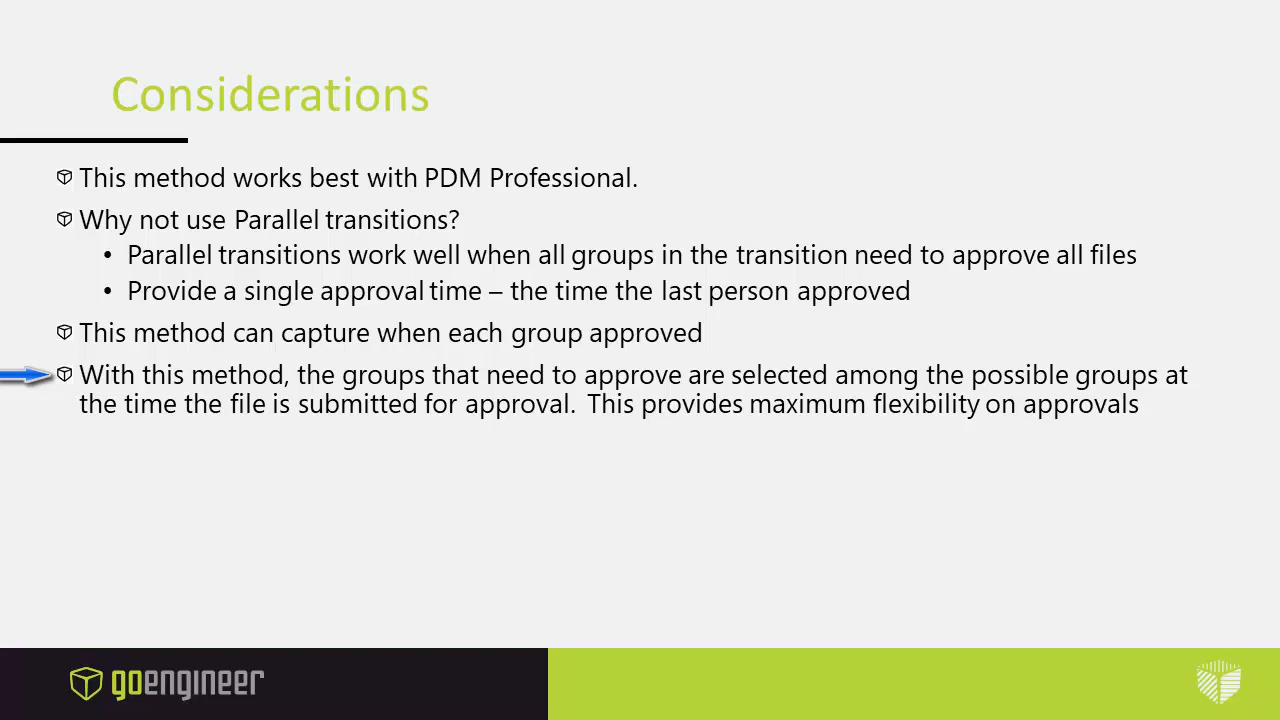 Considerations
This method works best with PDM Professional.
Why not use Parallel transitions?
• Parallel transitions work well when all groups in the transition need to approve all files
• Provide a single approval time – the time the last person approved
This method can capture when each group approved
With this method, the groups that need to approve are selected among the possible groups at
the time the file is submitted for approval.  This provides maximum flexibility on approvals
goengineer